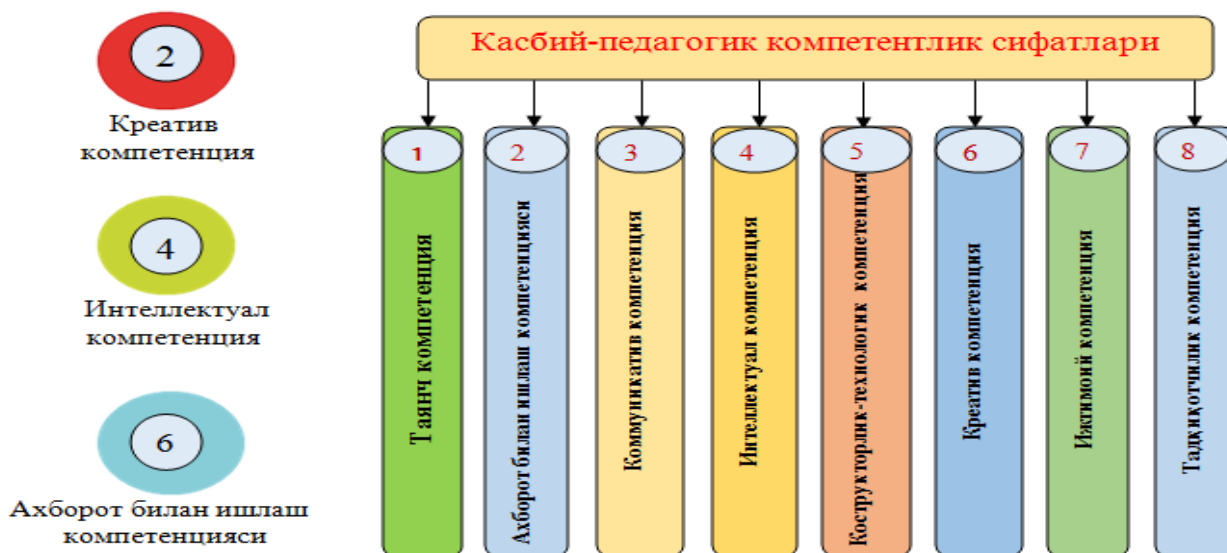 2
Креатив
компетенция
4
Интеллектуал
компетенция
6
Ахборот билан ишлаш
компетенцияси
Касбий-педагогик компетентлик сифатлари
1
Таянч компетенция
2
Ахборот билан ишлаш компетенцияси
3
Коммуникатив компетенция
4
Интеллектуал компетенция
5
Кострукторлик-технологик компетенция
6
Креатив компетенция
7
Ижтимоий компетенция
8
Тадқиқотчилик компетенция